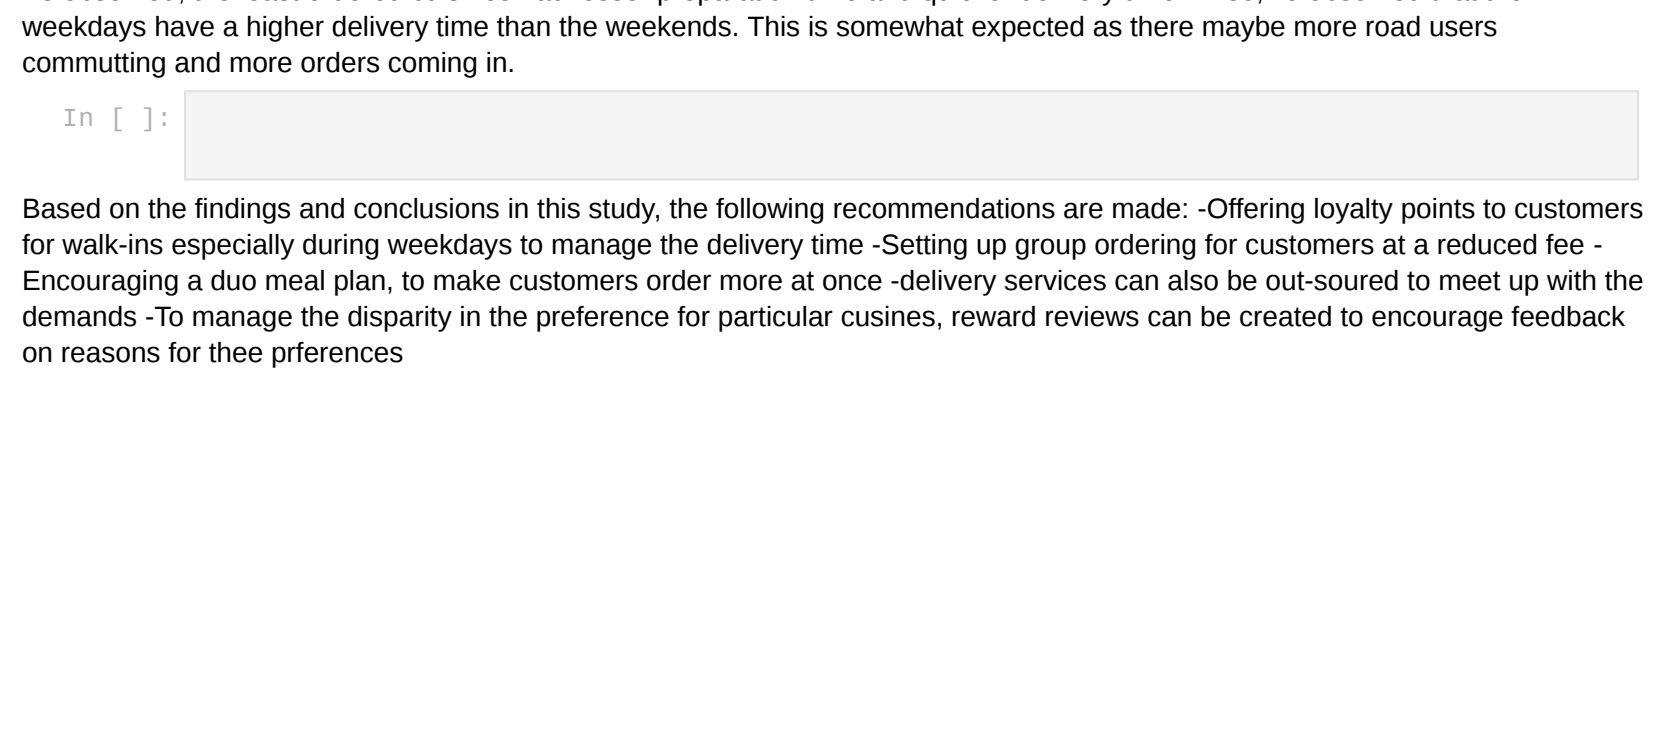 weekdays have a higher delivery time than the weekends. This is somewhat expected as there maybe more road users
commutting and more orders coming in.
In [ ]:
Based on the findings and conclusions in this study, the following recommendations are made: -Offering loyalty points to customers
for walk-ins especially during weekdays to manage the delivery time -Setting up group ordering for customers at a reduced fee -
Encouraging a duo meal plan, to make customers order more at once -delivery services can also be out-soured to meet up with the
demands -To manage the disparity in the preference for particular cusines, reward reviews can be created to encourage feedback
on reasons for thee prferences